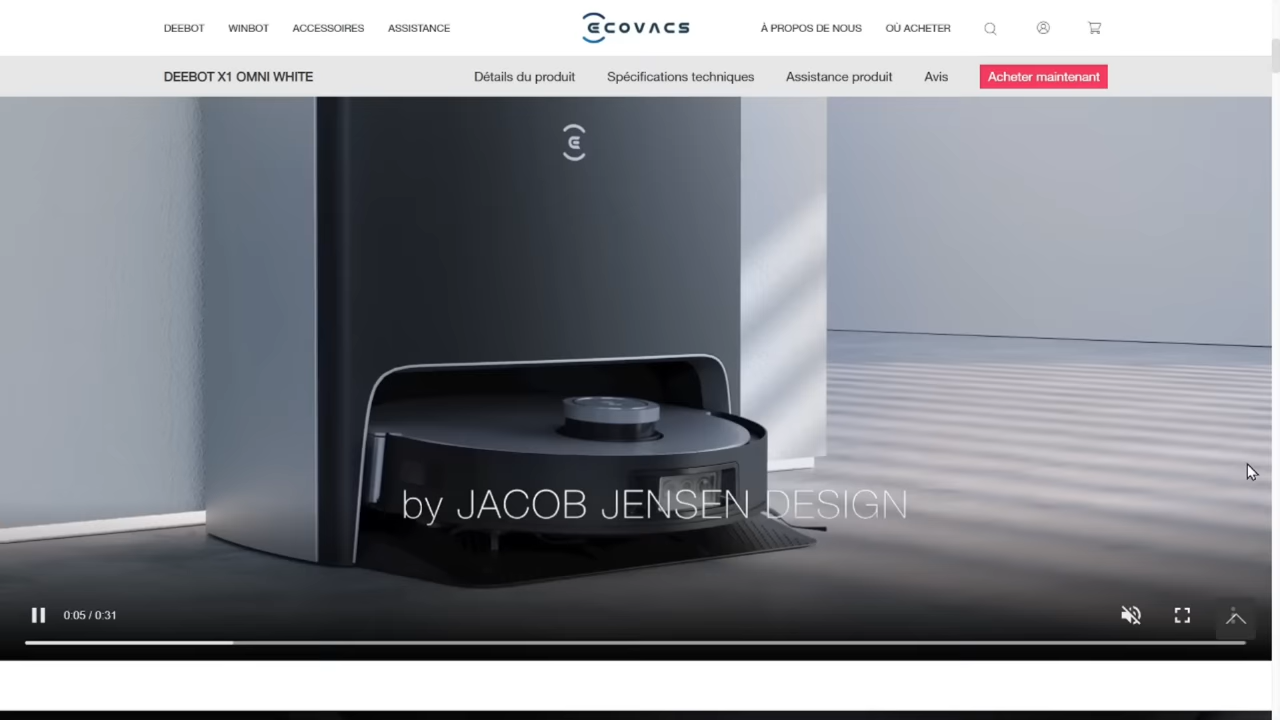 DEEBOT WINBOT ACCESSOIRES ASSISTANCE ECOVACS À PROPOS DE NOUS OÙ ACHETER
DEEBOT X1 OMNI WHITE Détails du produit Spécifications techniques Assistance produit Avis Acheter maintenant
by JACOB JENSEN DESIGN
0:05 / 0:31